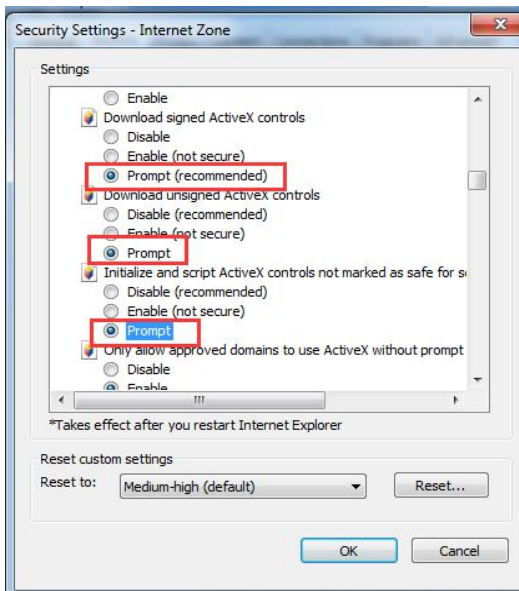 Security Settings - Internet Zone
Settings
Enable
Download signed ActiveX controls
Disable
Enable (not secure)
Prompt (recommended)
Download unsigned ActiveX controls
Disable (recommended)
Enable (not secure)
Prompt
Initialize and script ActiveX controls not marked as safe for s
Disable (recommended)
Enable (not secure)
Prompt
Only allow approved domains to use ActiveX without prompt
Disable
Enable
*Takes effect after you restart Internet Explorer
Reset custom settings
Reset to:
Medium-high (default)
Reset...
OK
Cancel